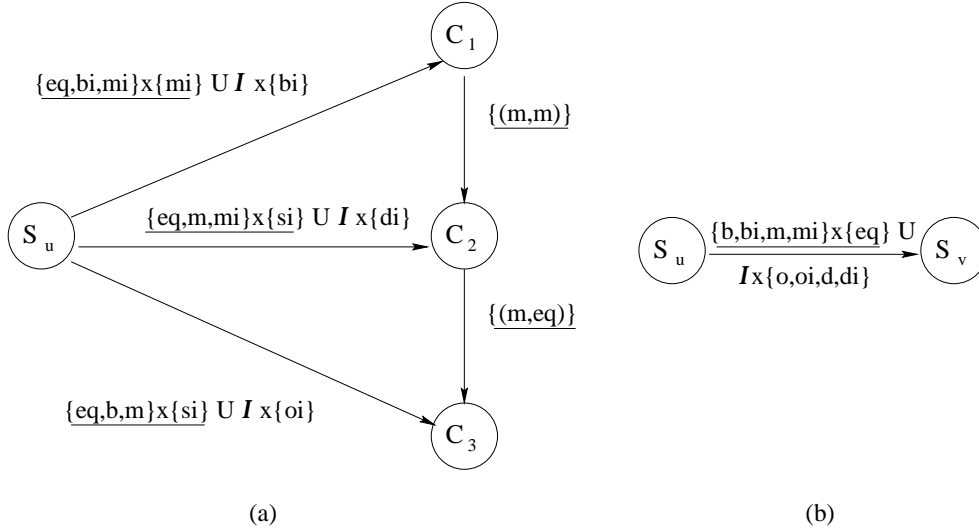 C 1
{eq,bi,mi}x{mi} U I x{bi}
{(m,m)}
{eq,m,mi}x{si} U I x{di}
S u
C 2
{b,bi,m,mi}x{eq} U
S u
S v
Ix{o,oi,d,di}
{(m,eq)}
{eq,b,m}x{si} U I x{oi}
C 3
(a)
(b)